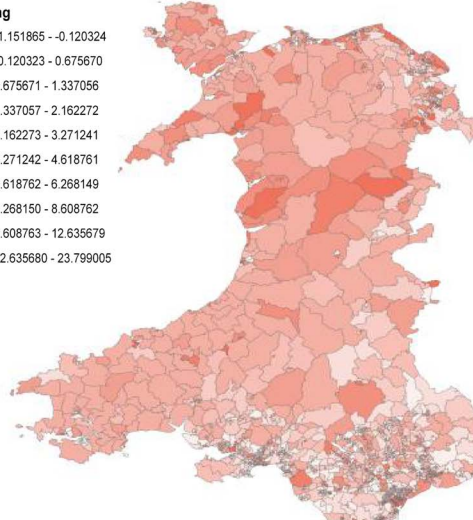 ng
1.151865 - -0.120324
0.120323 - 0.675670
.675671 - 1.337056
.337057 - 2.162272
.162273 - 3.271241
.271242 - 4.618761
.618762 - 6.268149
.268150 - 8.608762
.608763 - 12.635679
2.635680 - 23.799005